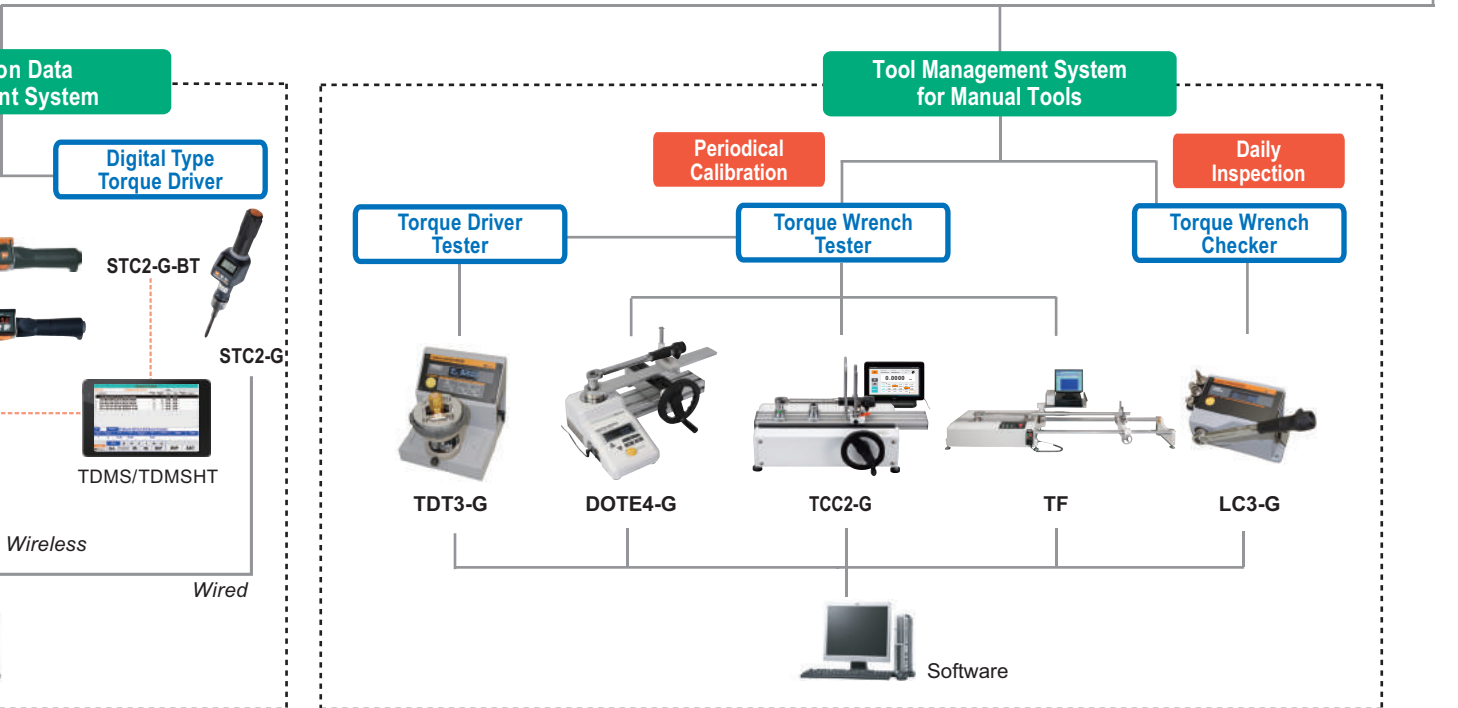 on Data
nt System
Digital Type
Torque Driver
STC2-G-BT
STC2-G
TDMS/TDMSHT
Wireless
Wired
Tool Management System
for Manual Tools
Periodical
Calibration
Daily
Inspection
Torque Driver
Tester
Torque Wrench
Tester
Torque Wrench
Checker
0.0000
TDT3-G
DOTE4-G
TCC2-G
TF
LC3-G
Software